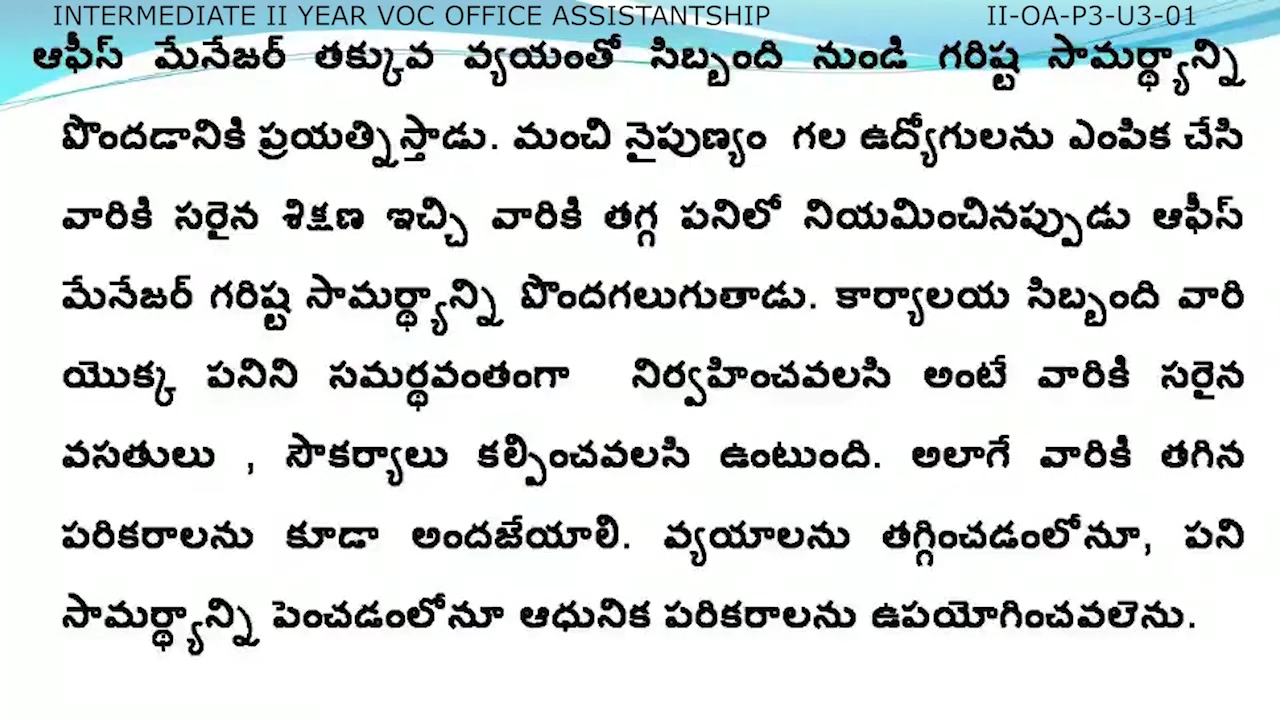 INTERMEDIATE II YEAR VOC OFFICE ASSISTANTSHIP II-OA-P3-U3-01
ఆఫీస్ మేనేజర్ తక్కువ వ్యయంతో సిబ్బంది నుండి గరిష్ట సామర్థ్యాన్ని
పొందడానికి ప్రయత్నిస్తాడు. మంచి నైపుణ్యం గల ఉద్యోగులను ఎంపిక చేసి
వారికి సరైన శిక్షణ ఇచ్చి వారికి తగ్గ పనిలో నియమించినప్పుడు ఆఫీస్
మేనేజర్ గరిష్ట సామర్థ్యాన్ని పొందగలుగుతాడు. కార్యాలయ సిబ్బంది వారి
యొక్క పనిని సమర్థవంతంగా నిర్వహించవలసి అంటే వారికి సరైన
వసతులు , సౌకర్యాలు కల్పించవలసి ఉంటుంది. అలాగే వారికి తగిన
పరికరాలను కూడా అందజేయాలి. వ్యయాలను తగ్గించడంలోనూ, పని
సామర్థ్యాన్ని పెంచడంలోనూ ఆధునిక పరికరాలను ఉపయోగించవలెను.